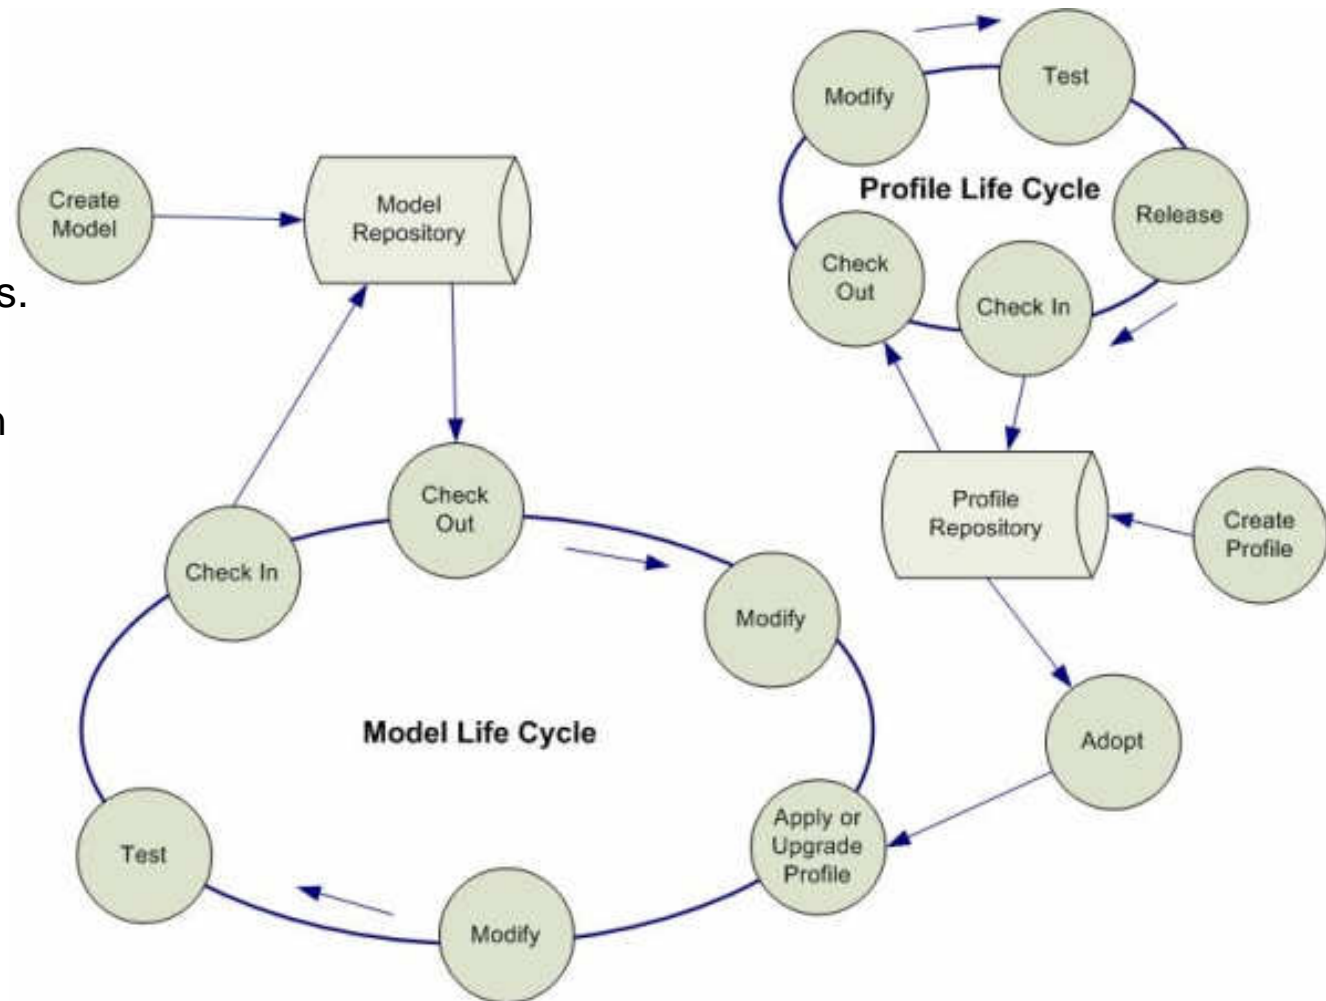 Modify
Test
Create
Model
Model
Repository
Profile Life Cycle
Release
s.
Check
Out
Check In
n
Check
Out
Profile
Repository
Create
Profile
Check In
Modify
Model Life Cycle
Adopt
Apply or
Upgrade
Profile
Test
Modify